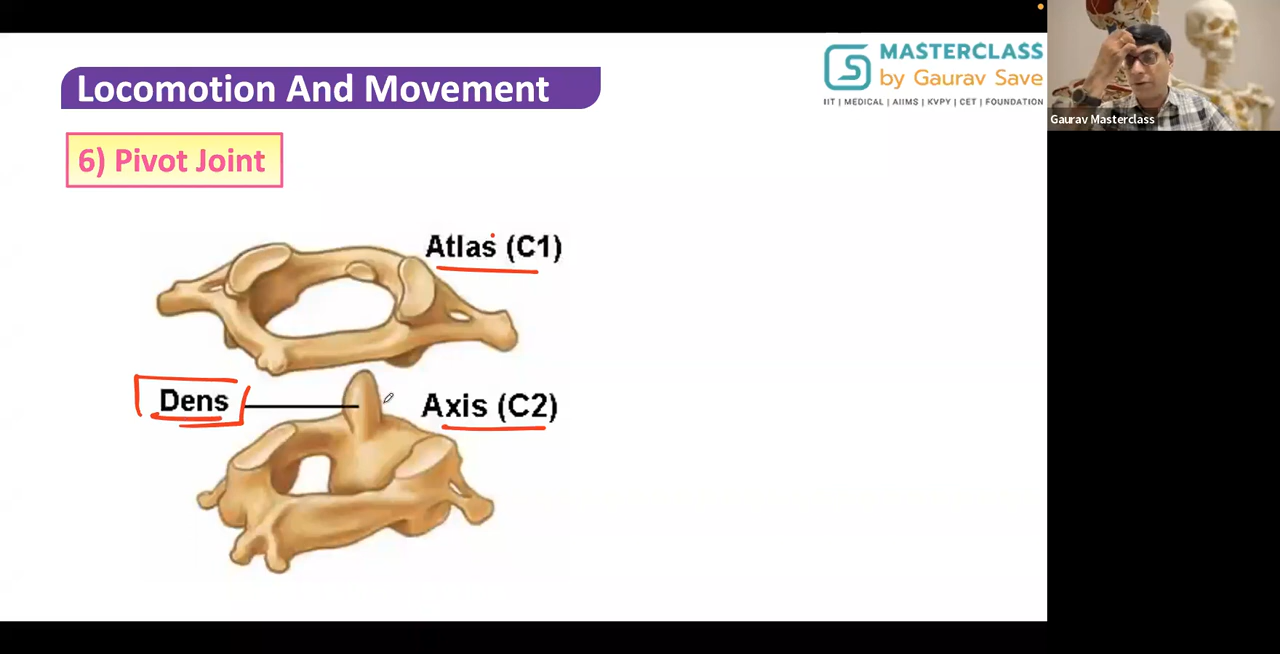 Locomotion And Movement
MASTERCLASS
by Gaurav Save
IIT | MEDICAL | AIIMS | KVPY | CET | FOUNDATION
Gaurav Masterclass
6) Pivot Joint
Atlas (C1)
Dens
Axis (C2)